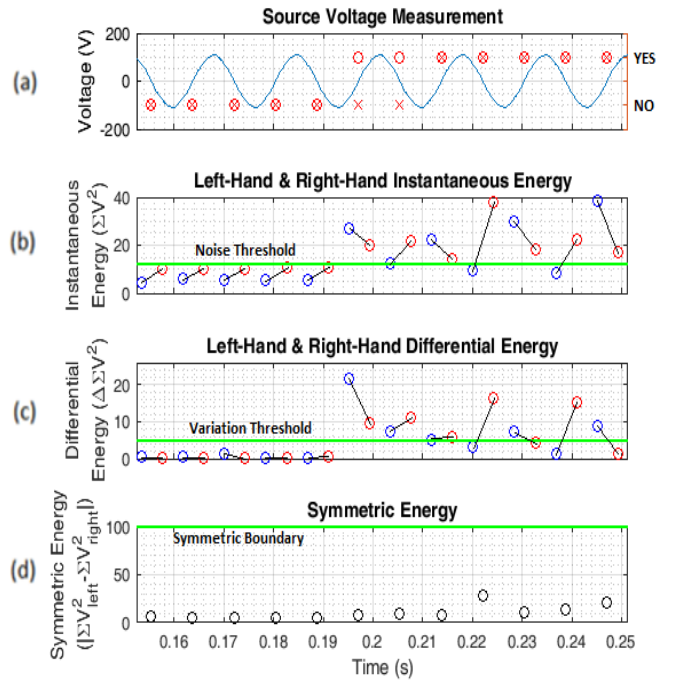 Source Voltage Measurement
(a)
Voltage (V)
200
0
-200
YES
NO
Left-Hand & Right-Hand Instantaneous Energy
(b)
Instantaneous
Energy (ΣV²)
40
20
0
Noise Threshold
Left-Hand & Right-Hand Differential Energy
(c)
Differential
Energy (ΔΣV²)
20
10
0
Variation Threshold
Symmetric Energy
(d)
Symmetric Energy
(|ΣV²left-ΣV²right|)
100
50
0
Symmetric Boundary
0.16 0.17 0.18 0.19 0.2 0.21 0.22 0.23 0.24 0.25
Time (s)